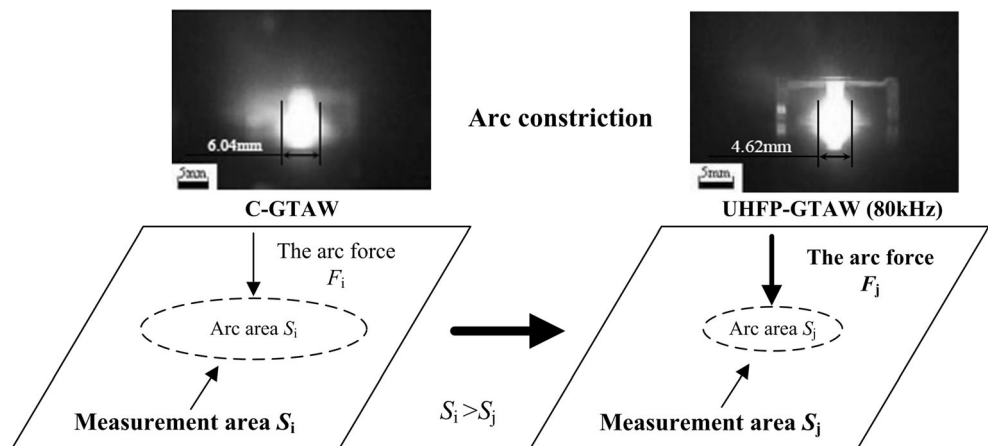 6.04mm
5mm
C-GTAW
Arc constriction
4.62mm
5mm
UHFP-GTAW (80kHz)
The arc force
Fi
Arc area Si
Measurement area Si
Si>Sj
The arc force
Fj
Arc area Sj
Measurement area Sj